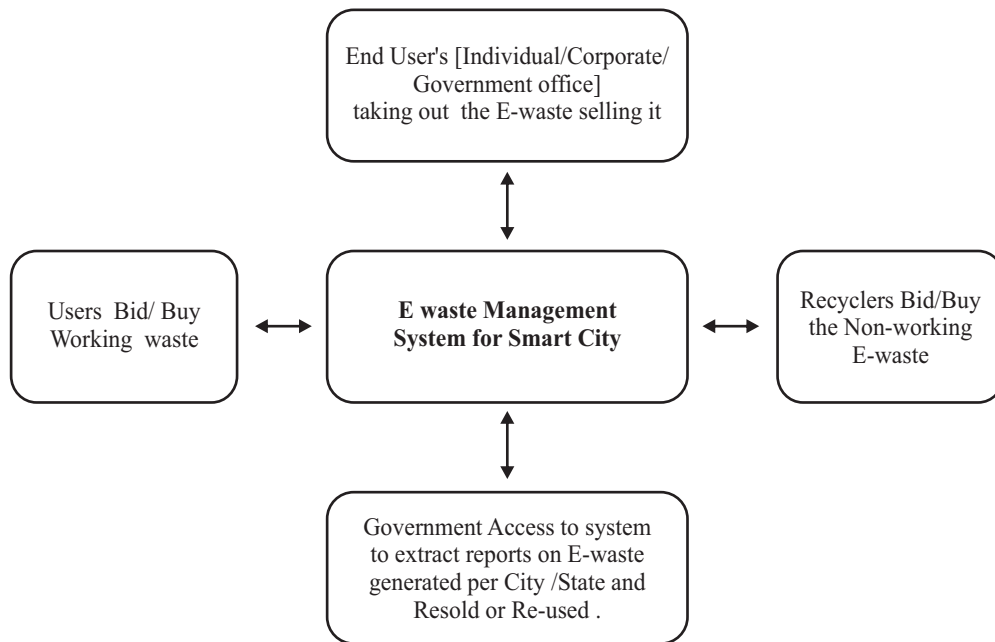 End User's [Individual/Corporate/
Government office]
taking out the E-waste selling it
Users Bid/ Buy
Working waste
E waste Management
System for Smart City
Recyclers Bid/Buy
the Non-working
E-waste
Government Access to system
to extract reports on E-waste
generated per City /State and
Resold or Re-used .